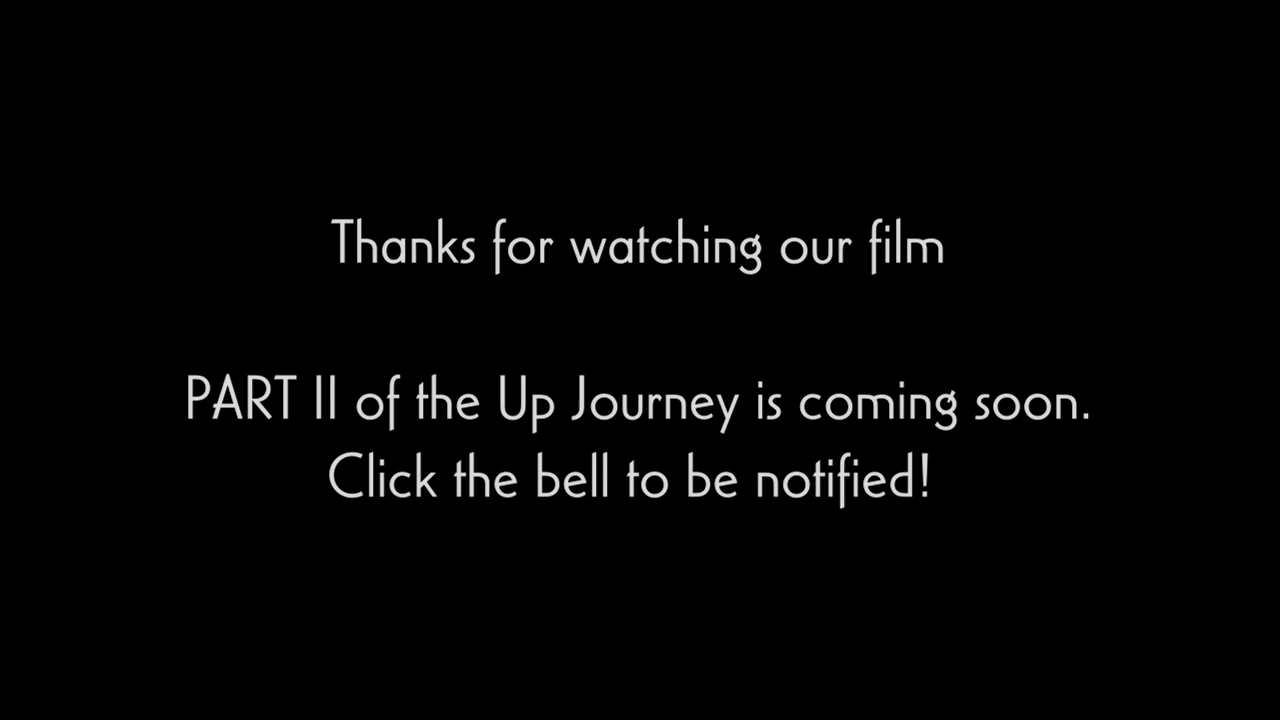 Thanks for watching our film
PART II of the Up Journey is coming soon.
Click the bell to be notified!